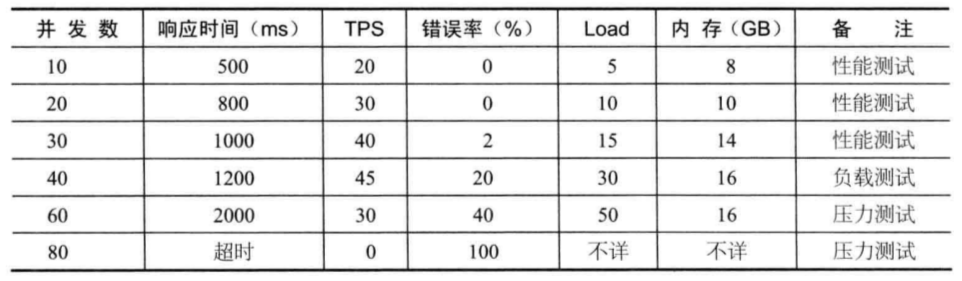 并发数 响应时间（ms） TPS 错误率（%） Load 内存（GB） 备注
10 500 20 0 5 8 性能测试
20 800 30 0 10 10 性能测试
30 1000 40 2 15 14 性能测试
40 1200 45 20 30 16 负载测试
60 2000 30 40 50 16 压力测试
80 超时 0 100 不详 不详 压力测试